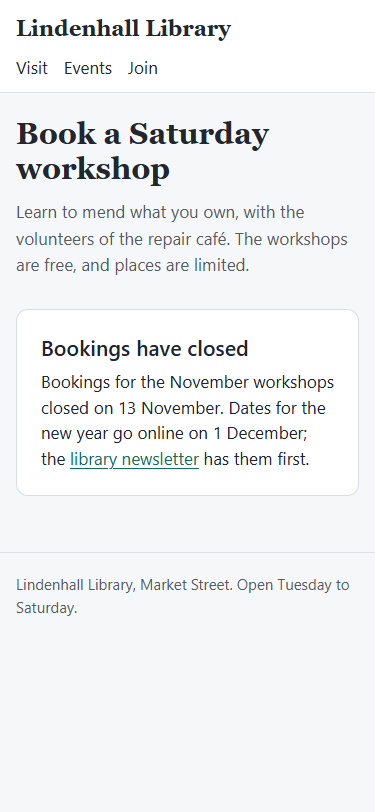 Lindenhall Library
Visit Events Join
Book a Saturday
workshop
Learn to mend what you own, with the
volunteers of the repair café. The workshops
are free, and places are limited.
Bookings have closed
Bookings for the November workshops
closed on 13 November. Dates for the
new year go online on 1 December;
the library newsletter has them first.
Lindenhall Library, Market Street. Open Tuesday to
Saturday.